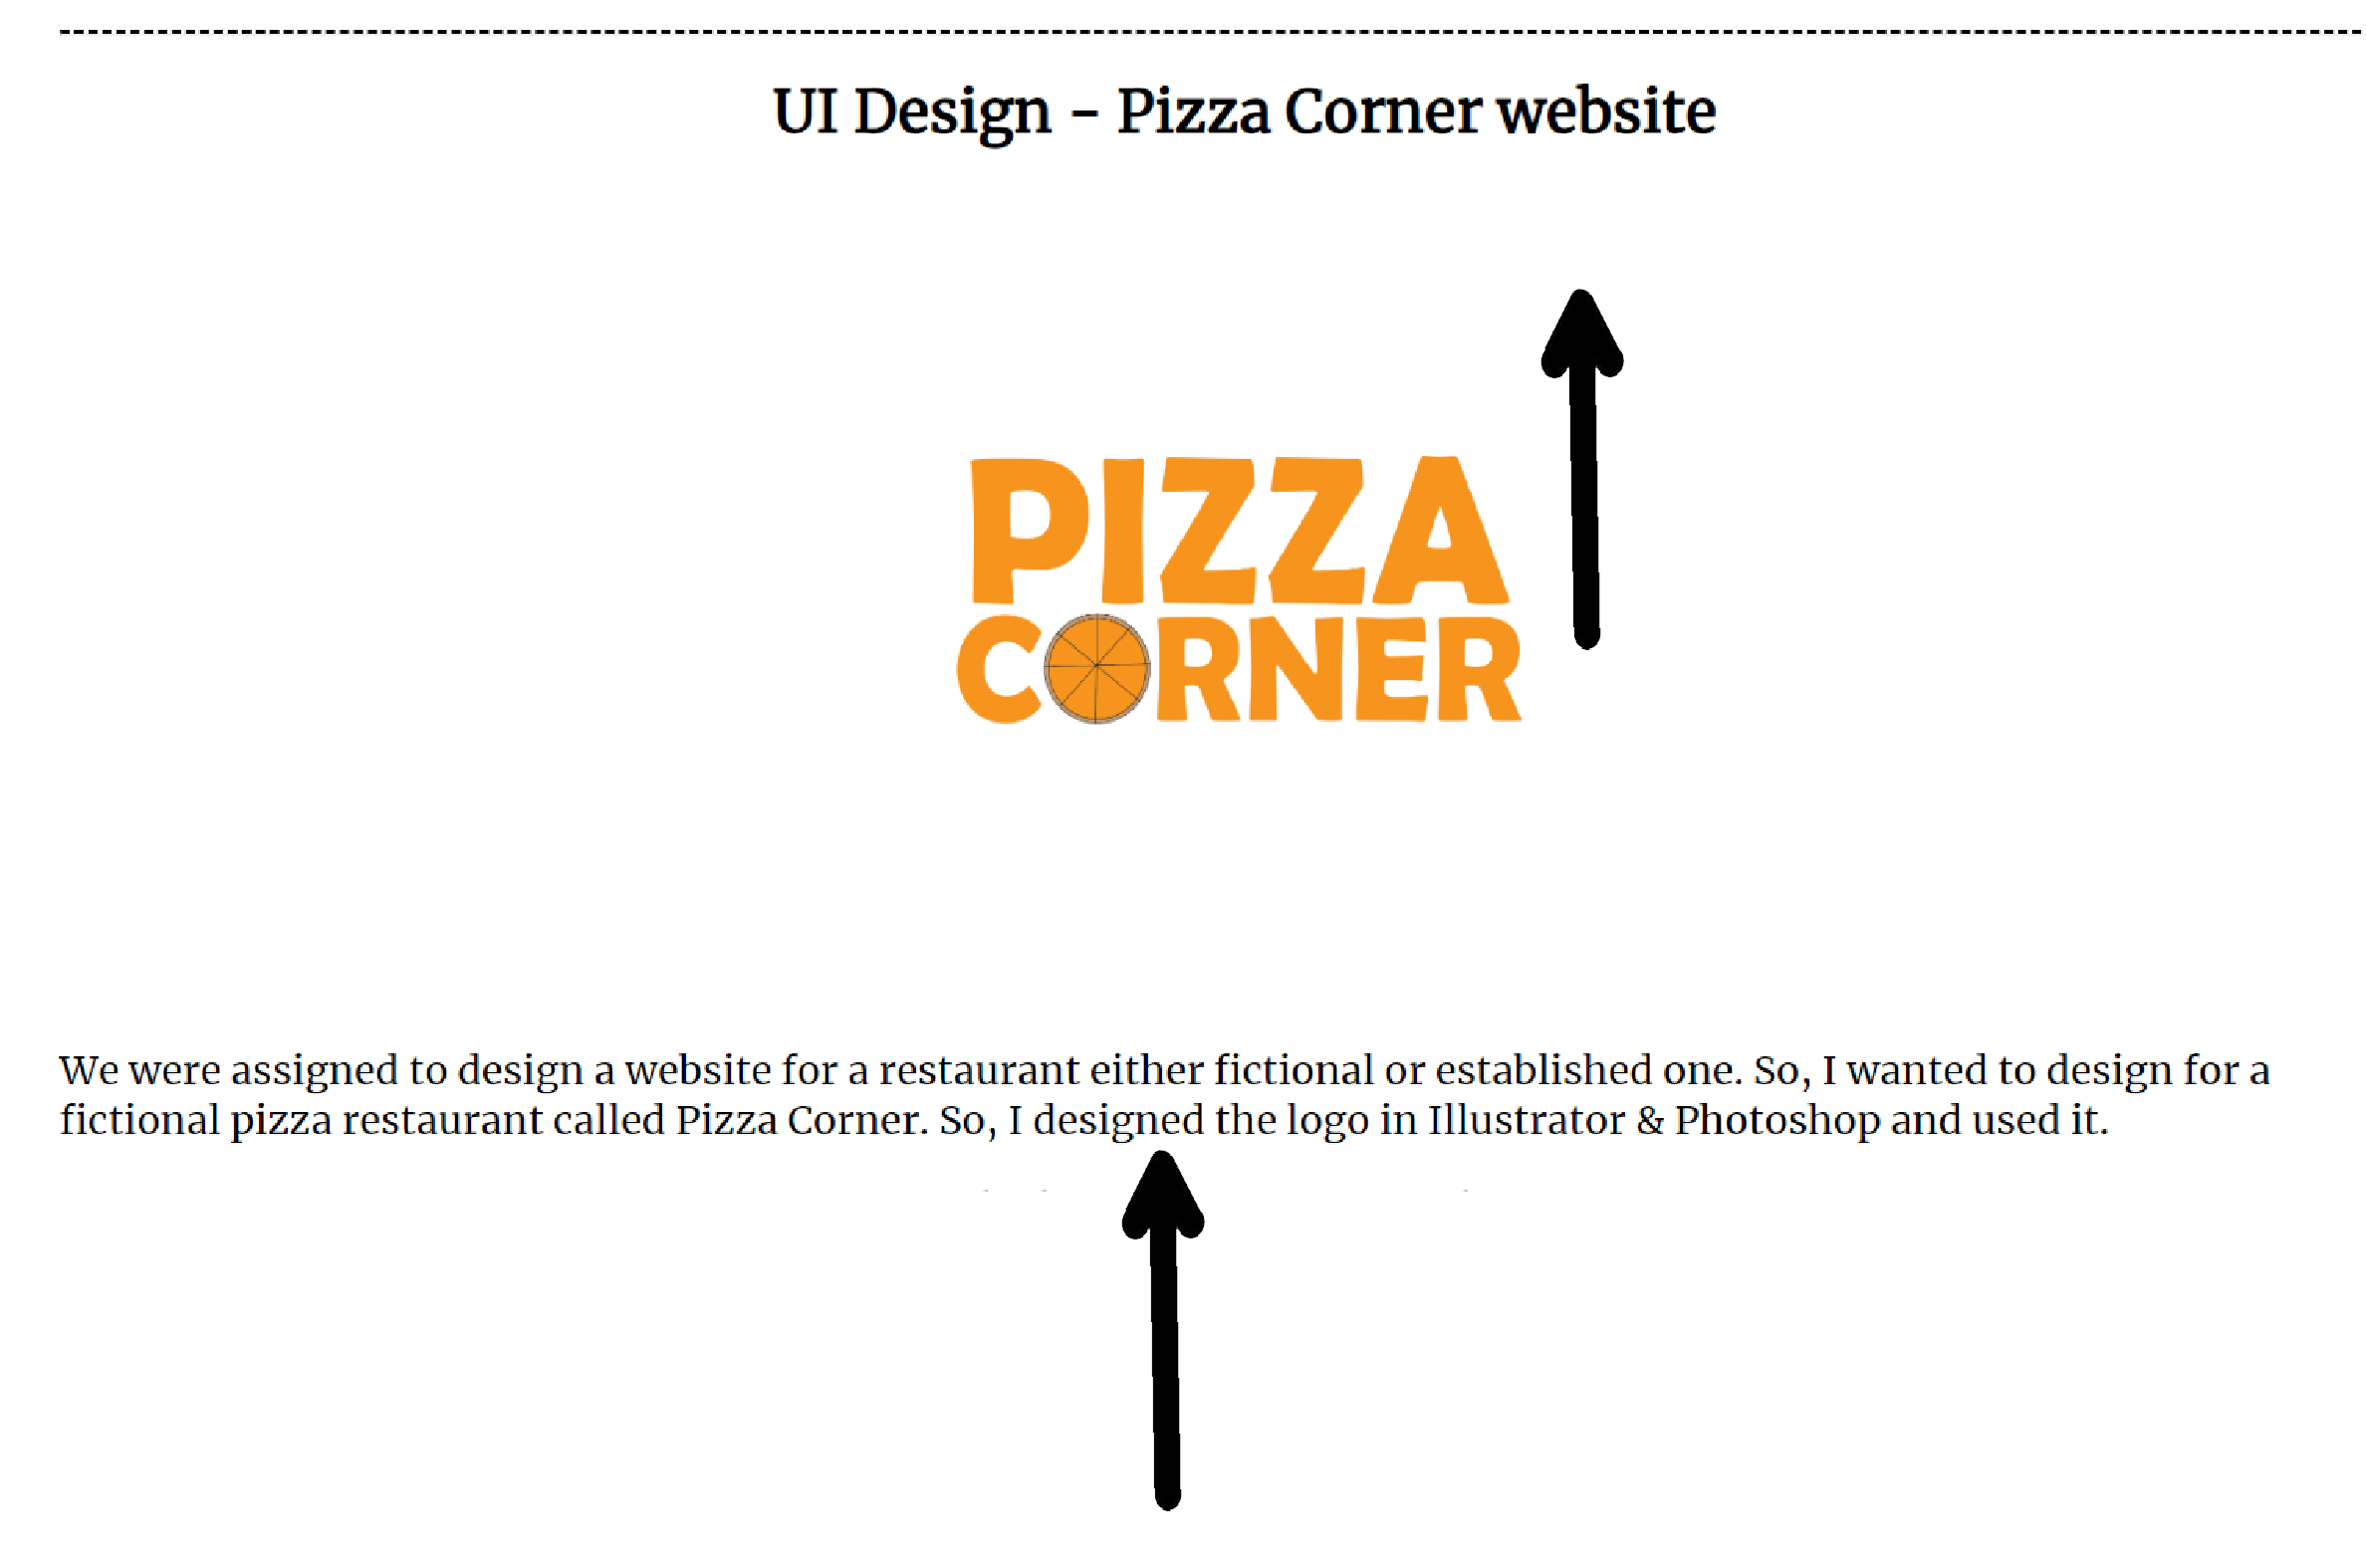 UI Design - Pizza Corner website
PIZZA
CORNER
We were assigned to design a website for a restaurant either fictional or established one. So, I wanted to design for a
fictional pizza restaurant called Pizza Corner. So, I designed the logo in Illustrator & Photoshop and used it.